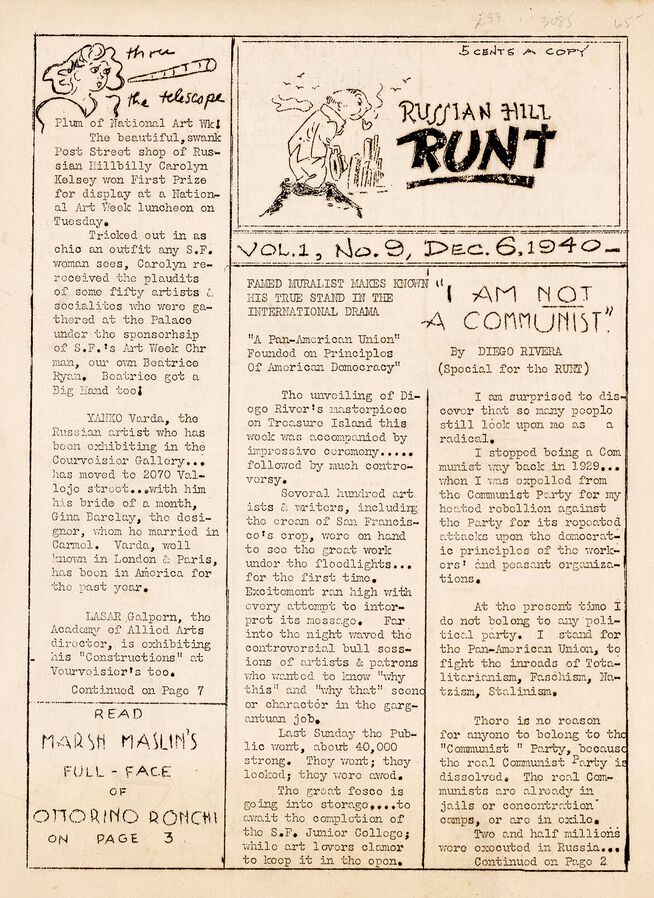 £99 3085 65-
thru
the telescope
Plum of National Art Wk!
The beautiful, swank
Post Street shop of Rus-
sian Hillbilly Carolyn
Kelsey won First Prize
for display at a Nation-
al Art Week luncheon on
Tuesday.
Tricked out in as
chic an outfit any S.F.
woman sees, Carolyn re-
received the plaudits
of some fifty artists &
socialites who were ga-
thered at the Palace
under the sponsorhsip
of S.F.'s Art Week Chr
man, our own Beatrice
Ryan. Beatrice got a
Big Hand too!
YANKO Varda, the
Russian artist who has
been exhibiting in the
Courvoisier Gallery...
has moved to 2070 Val-
lejo street...with him
his bride of a month,
Gina Barclay, the desi-
gner, whom he married in
Carmel. Varda, well
known in London & Paris,
has been in America for
the past year.
LASAR Galpern, the
Academy of Allied Arts
director, is exhibiting
his "Constructions" at
Vourvoisier's too.
Continued on Page 7
READ
MARSH MASLIN'S
FULL-FACE
OF
OTTORINO RONCHI
ON PAGE 3
5 CENTS A COPY
RUSSIAN HILL
RUNT
VOL.1, No.9, DEC.6,1940-
FAMED MURALIST MAKES KNOWN
HIS TRUE STAND IN THE
INTERNATIONAL DRAMA
"A Pan-American Union"
Founded on Principles
Of American Democracy"
The unveiling of Di-
ego River's masterpiece
on Treasure Island this
week was accompanied by
impressive ceremony.....
followed by much contro-
versy.
Several hundred art
ists & writers, including
the cream of San Francis-
co's crop, were on hand
to see the great work
under the floodlights...
for the first time.
Excitement ran high with
every attempt to inter-
pret its message. Far
into the night waved the
controversial bull sess-
ions of artists & patrons
who wanted to know "why
this" and "why that" scene
or character in the garg-
antuan job.
Last Sunday the Pub-
lic went, about 40,000
strong. They went; they
looked; they were awed.
The great fosco is
going into storage,...to
await the completion of
the S.F. Junior College;
while art lovers clamor
to keep it in the open.
"I AM NOT
A COMMUNIST."
By DIEGO RIVERA
(Special for the RUNT)
I am surprised to dis-
cover that so many people
still look upon me as a
radical.
I stopped being a Com
munist way back in 1929...
when I was expelled from
the Communist Party for my
heated rebellion against
the Party for its repeated
attacks upon the democrat-
ic principles of the work-
ers' and peasant organiza-
tions.
At the present time I
do not belong to any poli-
tical party. I stand for
the Pan-American Union, to
fight the inroads of Tota-
litarianism, Faschism, Na-
tzism, Stalinism.
There is no reason
for anyone to belong to the
"Communist " Party, because
the real Communist Party is
dissolved. The real Com-
munists are already in
jails or concentration
camps, or are in exile.
Two and half millions
were executed in Russia...
Continued on Page 2